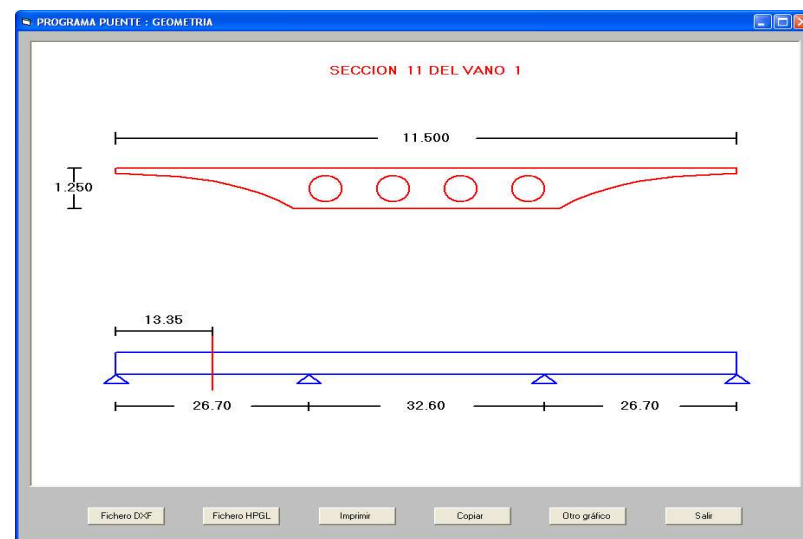 PROGRAMA PUENTE : GEOMETRIA
SECCION 11 DEL VANO 1
11.500
1.250
13.35
26.70 32.60 26.70
Fichero DXF Fichero HPGL Imprimir Copiar Otro gráfico Salir